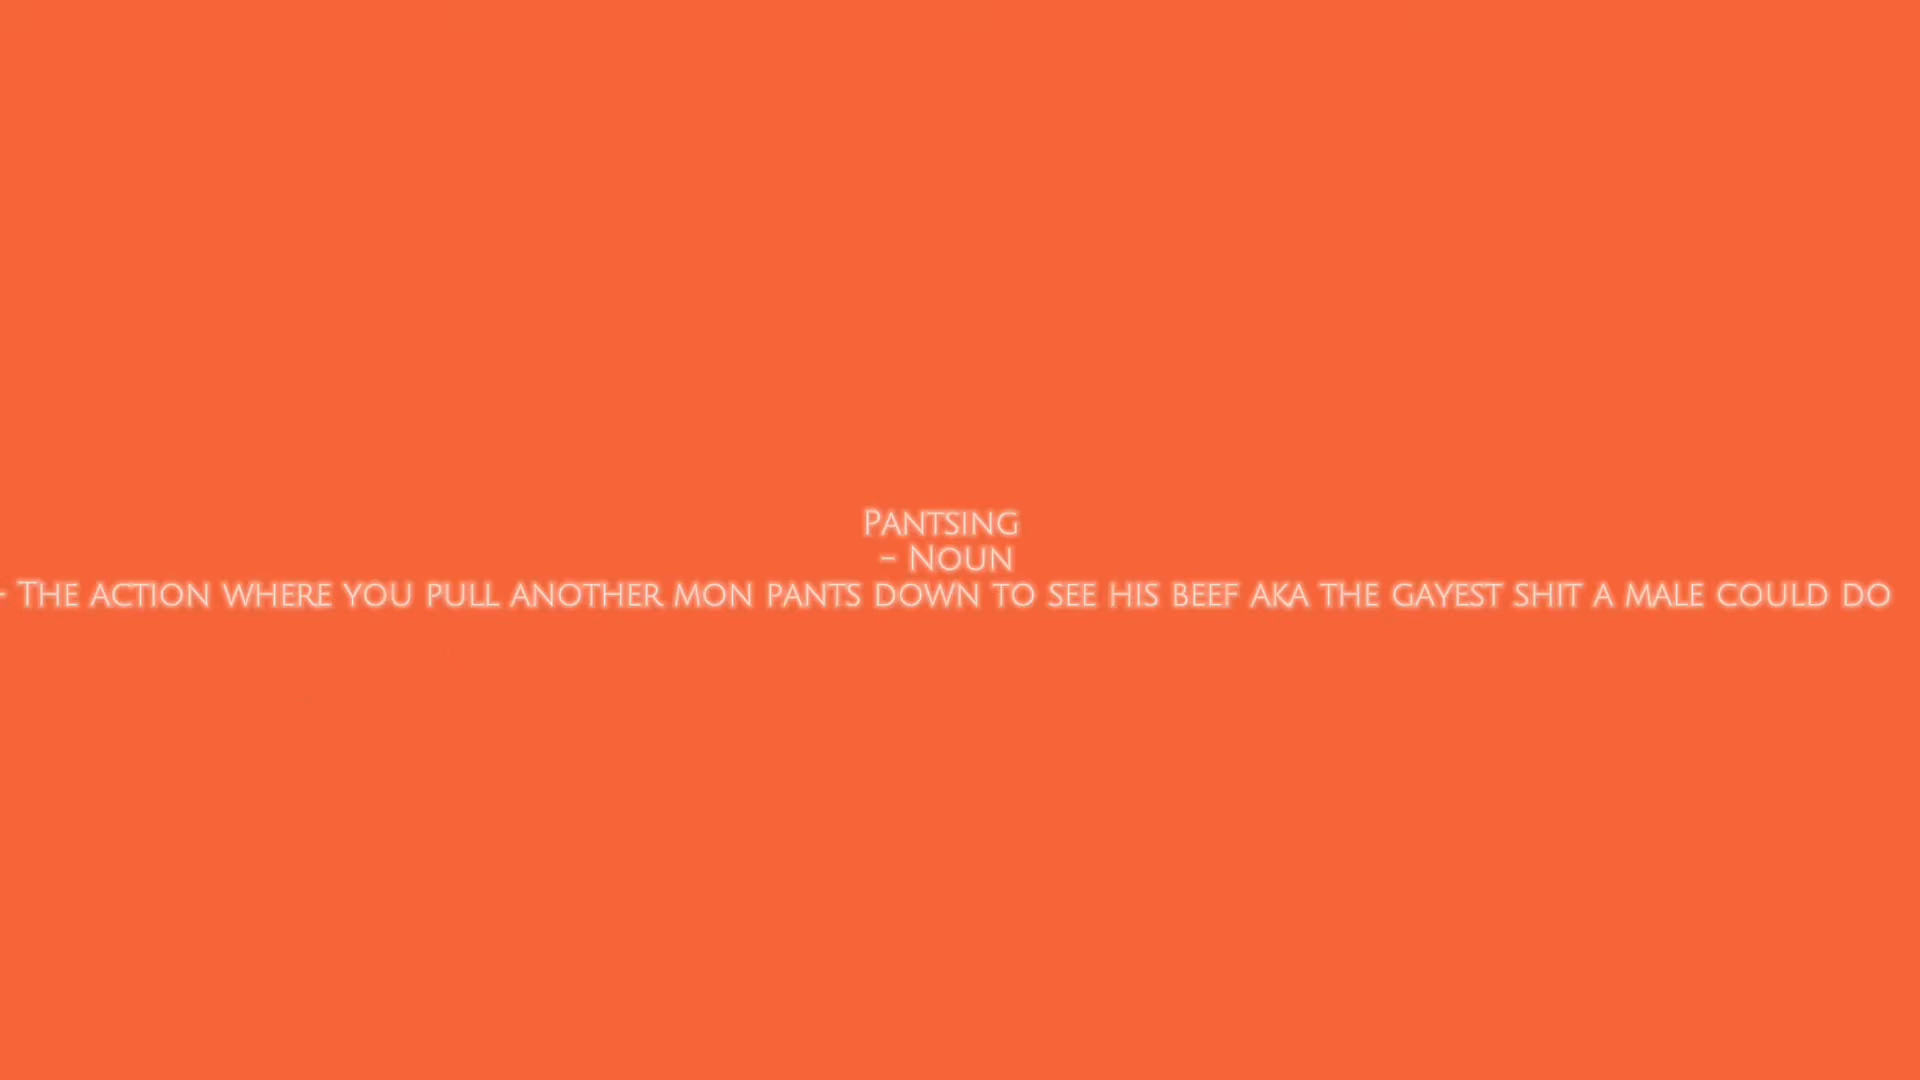 Pantsing
- Noun
- The action where you pull another mon pants down to see his beef aka the gayest shit a male could do